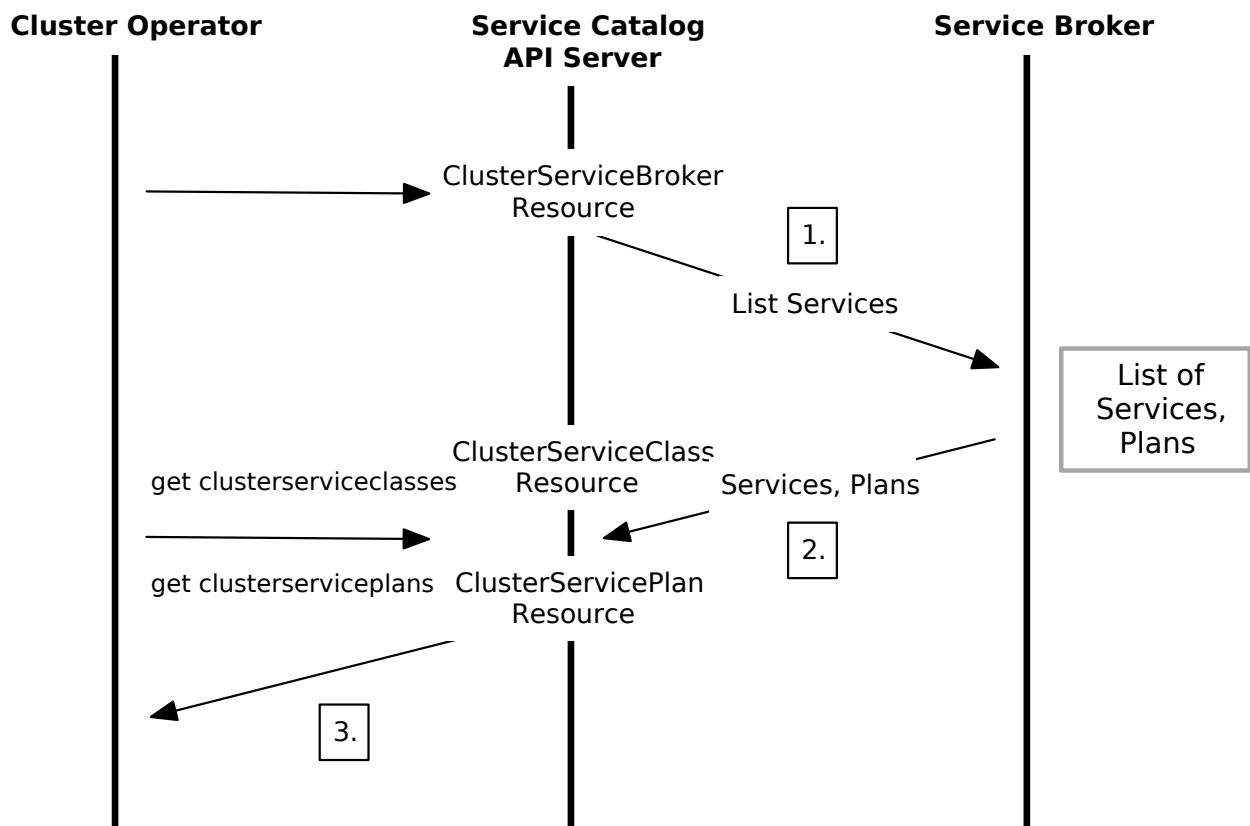 Cluster Operator
Service Catalog
API Server
Service Broker
ClusterServiceBroker
Resource
1.
List Services
List of
Services,
Plans
ClusterServiceClass
Resource
get clusterserviceclasses
Services, Plans
2.
get clusterserviceplans
ClusterServicePlan
Resource
3.